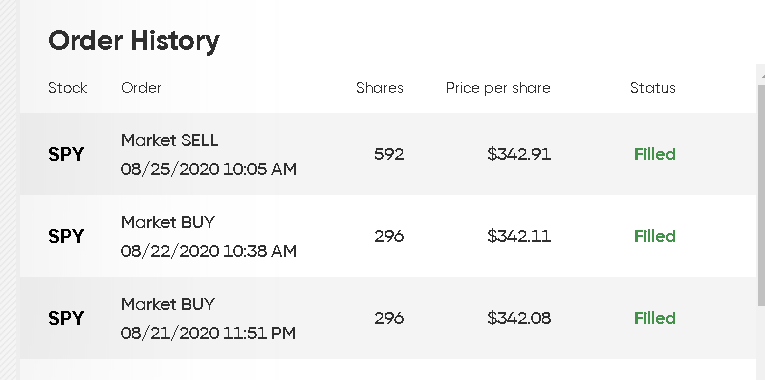 Order History
Stock Order Shares Price per share Status
Market SELL
SPY 592 $342.91 Filled
08/25/2020 10:05 AM
Market BUY
SPY 296 $342.11 Filled
08/22/2020 10:38 AM
Market BUY
SPY 296 $342.08 Filled
08/21/2020 11:51 PM